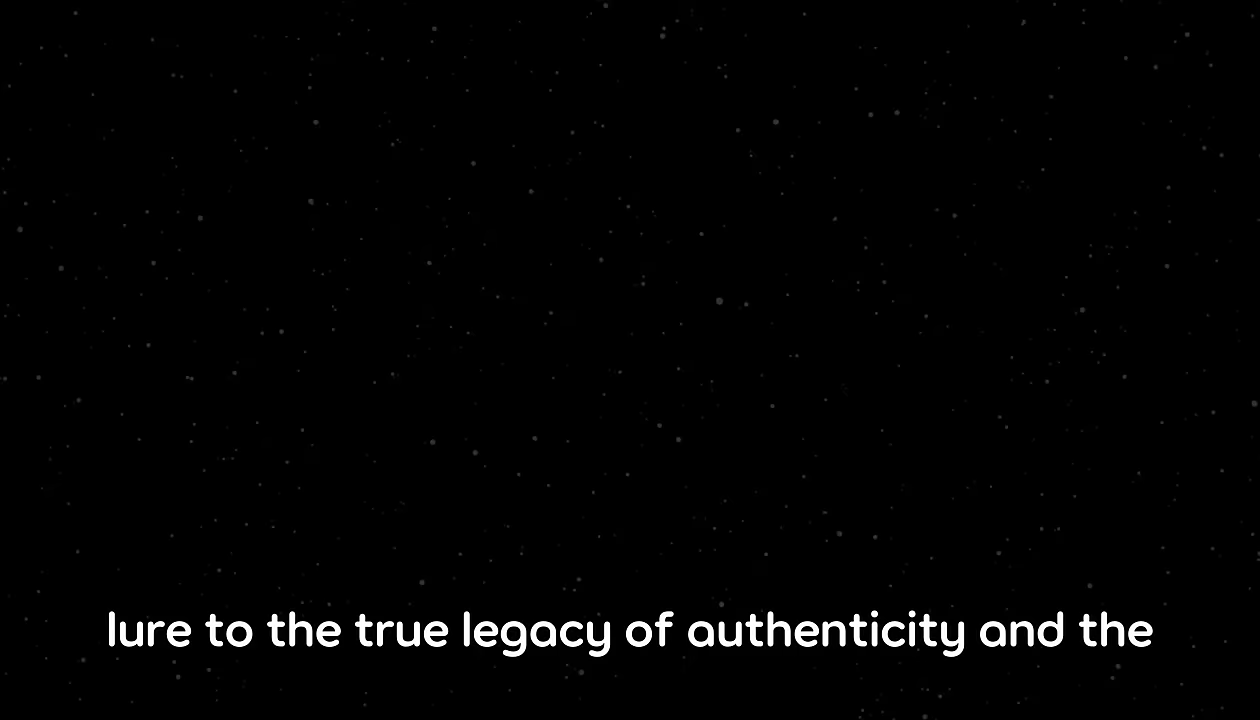 lure to the true legacy of authenticity and the